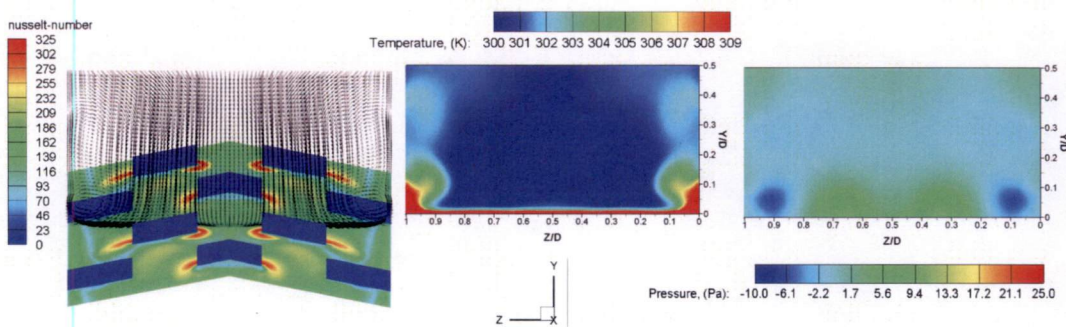 nusselt-number
325
302
279
255
232
209
186
162
139
116
93
70
46
23
0
Temperature, (K): 300 301 302 303 304 305 306 307 308 309
0.5
0.4
0.3
0.2
0.1
0
Y/D
1 0.9 0.8 0.7 0.6 0.5 0.4 0.3 0.2 0.1 0
Z/D
0.5
0.4
0.3
0.2
0.1
0
Y/D
1 0.9 0.8 0.7 0.6 0.5 0.4 0.3 0.2 0.1 0
Z/D
Y
Z X
Pressure, (Pa): -10.0 -6.1 -2.2 1.7 5.6 9.4 13.3 17.2 21.1 25.0